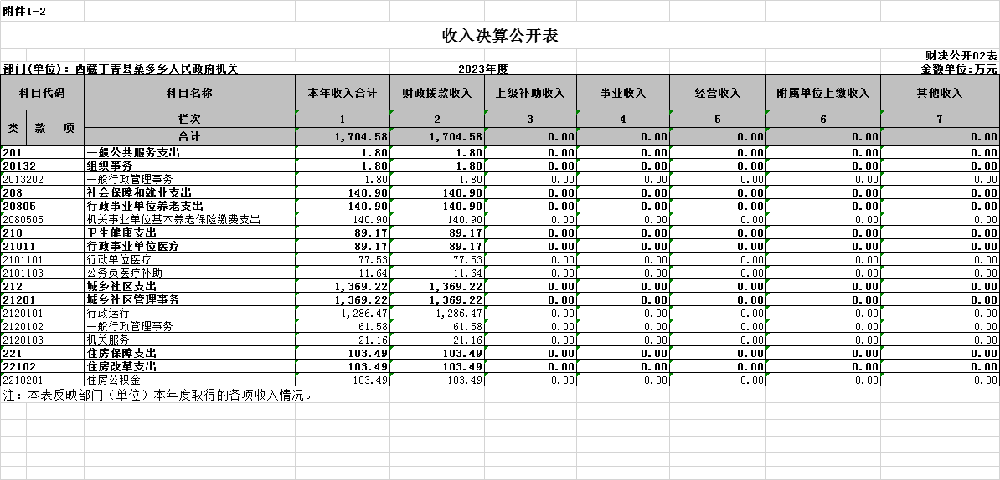 附件1-2
收入决算公开表
财决公开02表
部门(单位)：西藏丁青县桑多乡人民政府机关 2023年度 金额单位:万元
科目代码 科目名称 本年收入合计 财政拨款收入 上级补助收入 事业收入 经营收入 附属单位上缴收入 其他收入
类 款 项 栏次 1 2 3 4 5 6 7
合计 1,704.58 1,704.58 0.00 0.00 0.00 0.00 0.00
201 一般公共服务支出 1.80 1.80 0.00 0.00 0.00 0.00 0.00
20132 组织事务 1.80 1.80 0.00 0.00 0.00 0.00 0.00
2013202 一般行政管理事务 1.80 1.80 0.00 0.00 0.00 0.00 0.00
208 社会保障和就业支出 140.90 140.90 0.00 0.00 0.00 0.00 0.00
20805 行政事业单位养老支出 140.90 140.90 0.00 0.00 0.00 0.00 0.00
2080505 机关事业单位基本养老保险缴费支出 140.90 140.90 0.00 0.00 0.00 0.00 0.00
210 卫生健康支出 89.17 89.17 0.00 0.00 0.00 0.00 0.00
21011 行政事业单位医疗 89.17 89.17 0.00 0.00 0.00 0.00 0.00
2101101 行政单位医疗 77.53 77.53 0.00 0.00 0.00 0.00 0.00
2101103 公务员医疗补助 11.64 11.64 0.00 0.00 0.00 0.00 0.00
212 城乡社区支出 1,369.22 1,369.22 0.00 0.00 0.00 0.00 0.00
21201 城乡社区管理事务 1,369.22 1,369.22 0.00 0.00 0.00 0.00 0.00
2120101 行政运行 1,286.47 1,286.47 0.00 0.00 0.00 0.00 0.00
2120102 一般行政管理事务 61.58 61.58 0.00 0.00 0.00 0.00 0.00
2120103 机关服务 21.16 21.16 0.00 0.00 0.00 0.00 0.00
221 住房保障支出 103.49 103.49 0.00 0.00 0.00 0.00 0.00
22102 住房改革支出 103.49 103.49 0.00 0.00 0.00 0.00 0.00
2210201 住房公积金 103.49 103.49 0.00 0.00 0.00 0.00 0.00
注：本表反映部门（单位）本年度取得的各项收入情况。